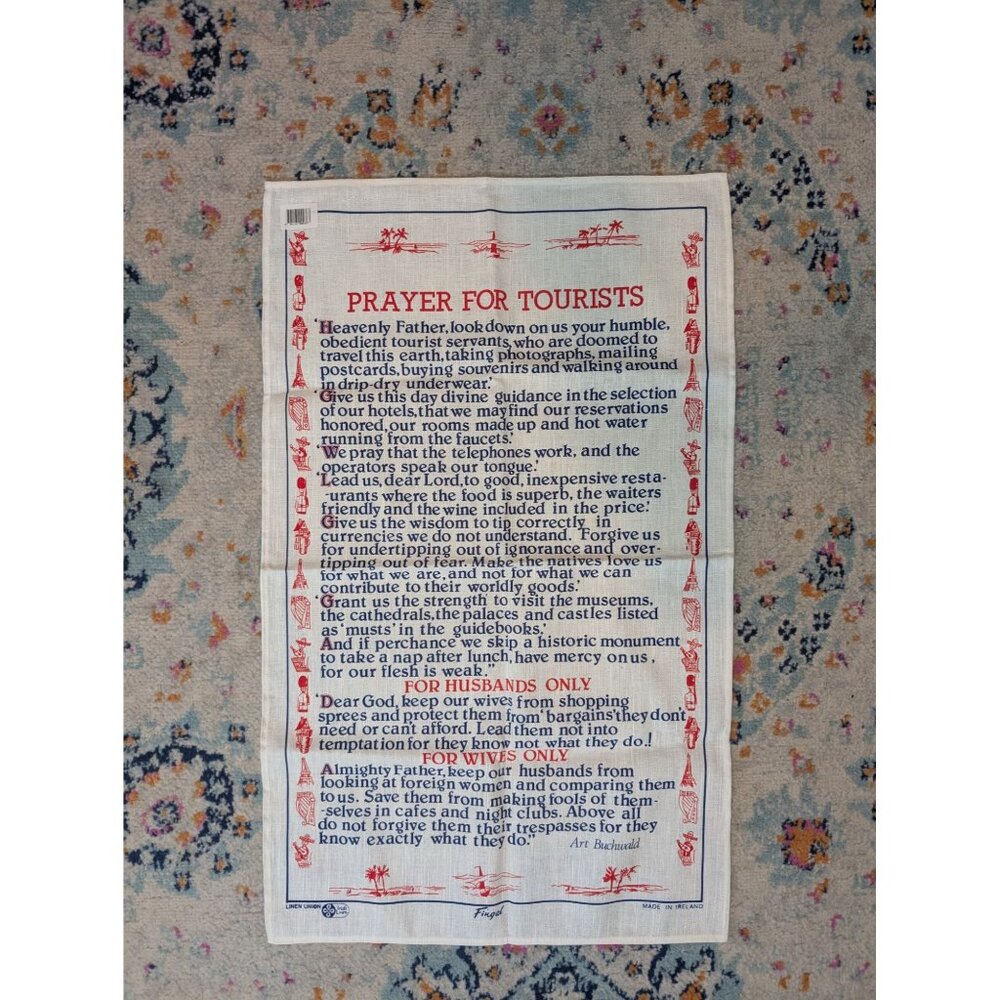 PRAYER FOR TOURISTS
'Heavenly Father, look down on us your humble,
obedient tourist servants, who are doomed to
travel this earth, taking photographs, mailing
postcards, buying souvenirs and walking around
in drip-dry underwear.'
'Give us this day divine guidance in the selection
of our hotels, that we may find our reservations
honored, our rooms made up and hot water
running from the faucets.'
'We pray that the telephones work, and the
operators speak our tongue.'
'Lead us, dear Lord, to good, inexpensive resta-
-urants where the food is superb, the waiters
friendly and the wine included in the price.'
'Give us the wisdom to tip correctly in
currencies we do not understand. Forgive us
for undertipping out of ignorance and over-
tipping out of fear. Make the natives love us
for what we are, and not for what we can
contribute to their worldly goods.'
'Grant us the strength to visit the museums,
the cathedrals, the palaces and castles listed
as 'musts' in the guidebooks.'
And if perchance we skip a historic monument
to take a nap after lunch, have mercy on us,
for our flesh is weak."
FOR HUSBANDS ONLY
'Dear God, keep our wives from shopping
sprees and protect them from 'bargains' they don't
need or can't afford. Lead them not into
temptation for they know not what they do.!
FOR WIVES ONLY
Almighty Father, keep our husbands from
looking at foreign women and comparing them
to us. Save them from making fools of them-
-selves in cafes and night clubs. Above all
do not forgive them their trespasses for they
know exactly what they do."
Art Buchwald
LINEN UNION
Fingal
MADE IN IRELAND